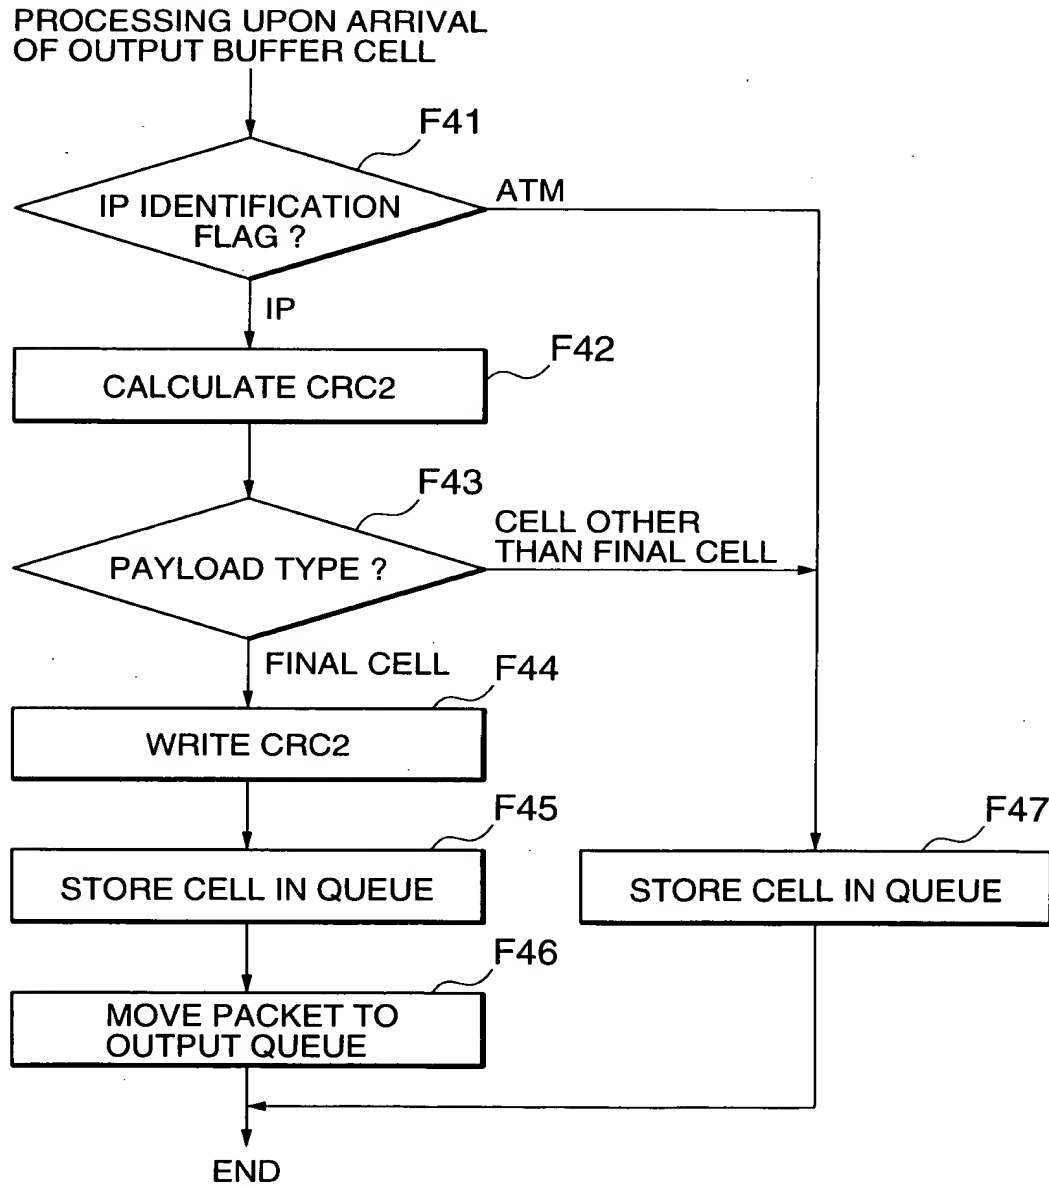 PROCESSING UPON ARRIVAL
OF OUTPUT BUFFER CELL
F41
IP IDENTIFICATION
FLAG ?
ATM
IP
F42
CALCULATE CRC2
F43
PAYLOAD TYPE ?
CELL OTHER
THAN FINAL CELL
FINAL CELL
F44
WRITE CRC2
F45
STORE CELL IN QUEUE
F47
STORE CELL IN QUEUE
F46
MOVE PACKET TO
OUTPUT QUEUE
END